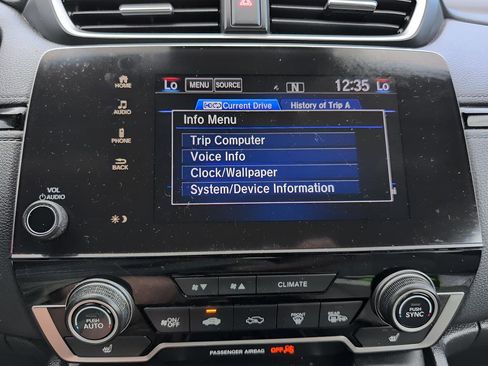 HOME
AUDIO
PHONE
BACK
VOL
AUDIO
Lo MENU SOURCE N 12:35 Lo
Current Drive History of Trip A
Info Menu
Trip Computer
Voice Info
Clock/Wallpaper
System/Device Information
CLIMATE
PUSH
AUTO
ON/
OFF
FRONT
REAR
PUSH
SYNC
PASSENGER AIRBAG OFF